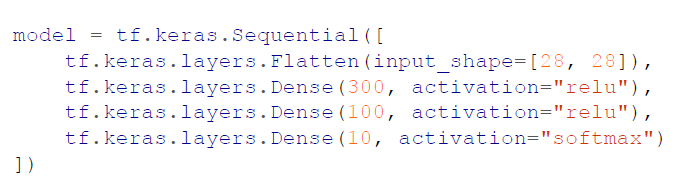 model = tf.keras.Sequential([
    tf.keras.layers.Flatten(input_shape=[28, 28]),
    tf.keras.layers.Dense(300, activation="relu"),
    tf.keras.layers.Dense(100, activation="relu"),
    tf.keras.layers.Dense(10, activation="softmax")
])